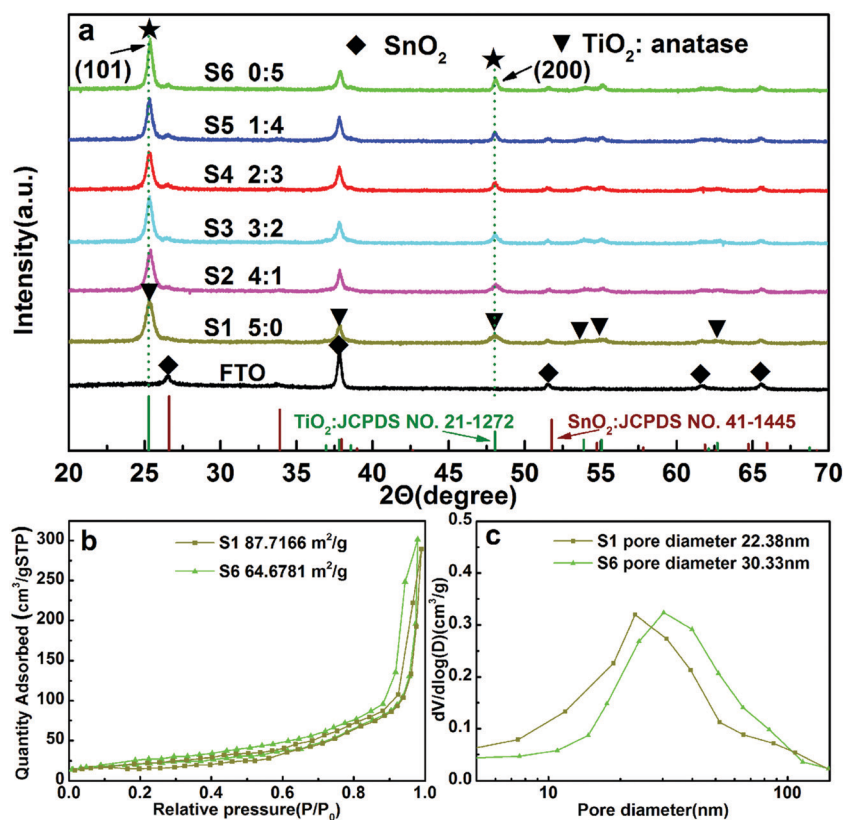 a
(101)
◆ SnO₂
▼ TiO₂: anatase
(200)
S6 0:5
S5 1:4
S4 2:3
S3 3:2
S2 4:1
S1 5:0
FTO
TiO₂:JCPDS NO. 21-1272
SnO₂:JCPDS NO. 41-1445
Intensity(a.u.)
20 25 30 35 40 45 50 55 60 65 70
2Θ(degree)
b
S1 87.7166 m²/g
S6 64.6781 m²/g
Quantity Adsorbed (cm³/gSTP)
300
250
200
150
100
50
0
0.0 0.2 0.4 0.6 0.8 1.0
Relative pressure(P/P₀)
c
S1 pore diameter 22.38nm
S6 pore diameter 30.33nm
dV/dlog(D)(cm³/g)
0.5
0.4
0.3
0.2
0.1
0.0
10 100
Pore diameter(nm)